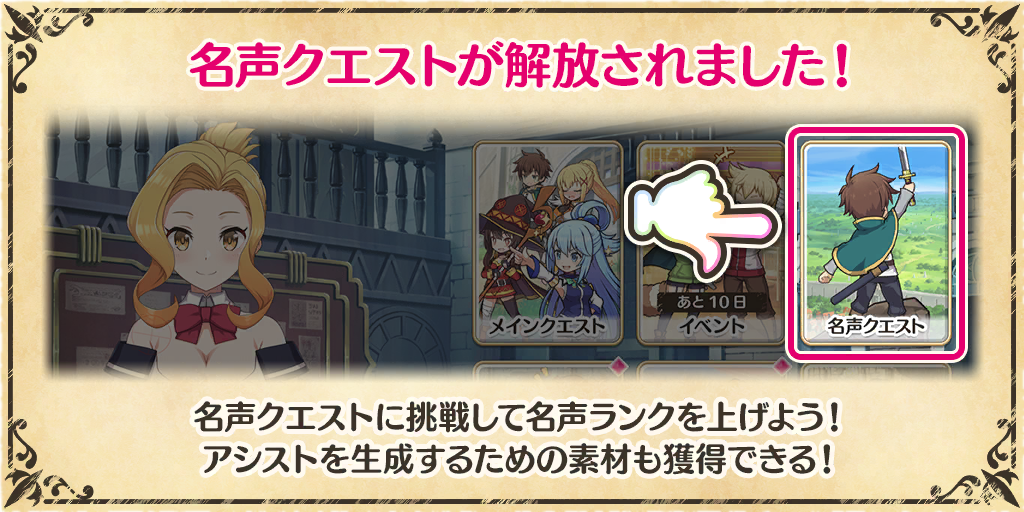 名声クエストが解放されました！
あと10日
メインクエスト
イベント
名声クエスト
名声クエストに挑戦して名声ランクを上げよう！
アシストを生成するための素材も獲得できる！